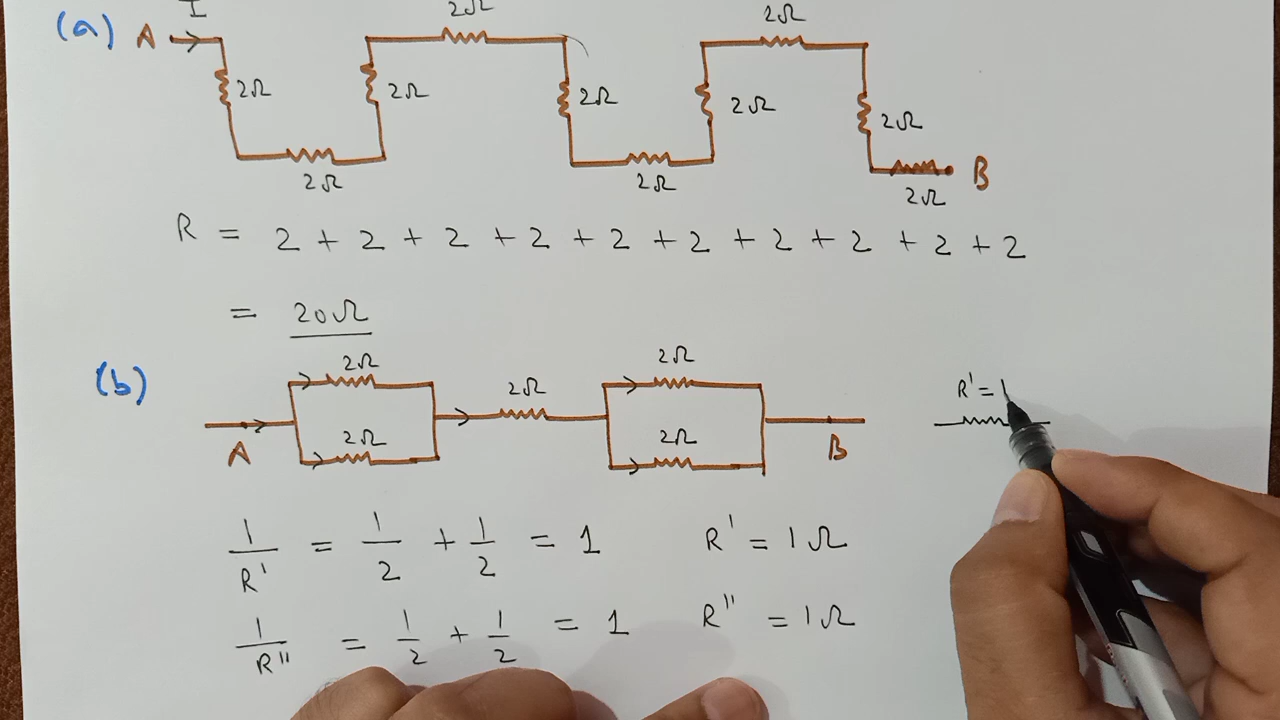 (a) A I 2Ω 2Ω 2Ω 2Ω 2Ω 2Ω 2Ω 2Ω 2Ω 2Ω B
R = 2 + 2 + 2 + 2 + 2 + 2 + 2 + 2 + 2 + 2
= 20Ω
(b) A 2Ω 2Ω 2Ω 2Ω 2Ω B
R' = 1
1/R' = 1/2 + 1/2 = 1 R' = 1Ω
1/R'' = 1/2 + 1/2 = 1 R'' = 1Ω